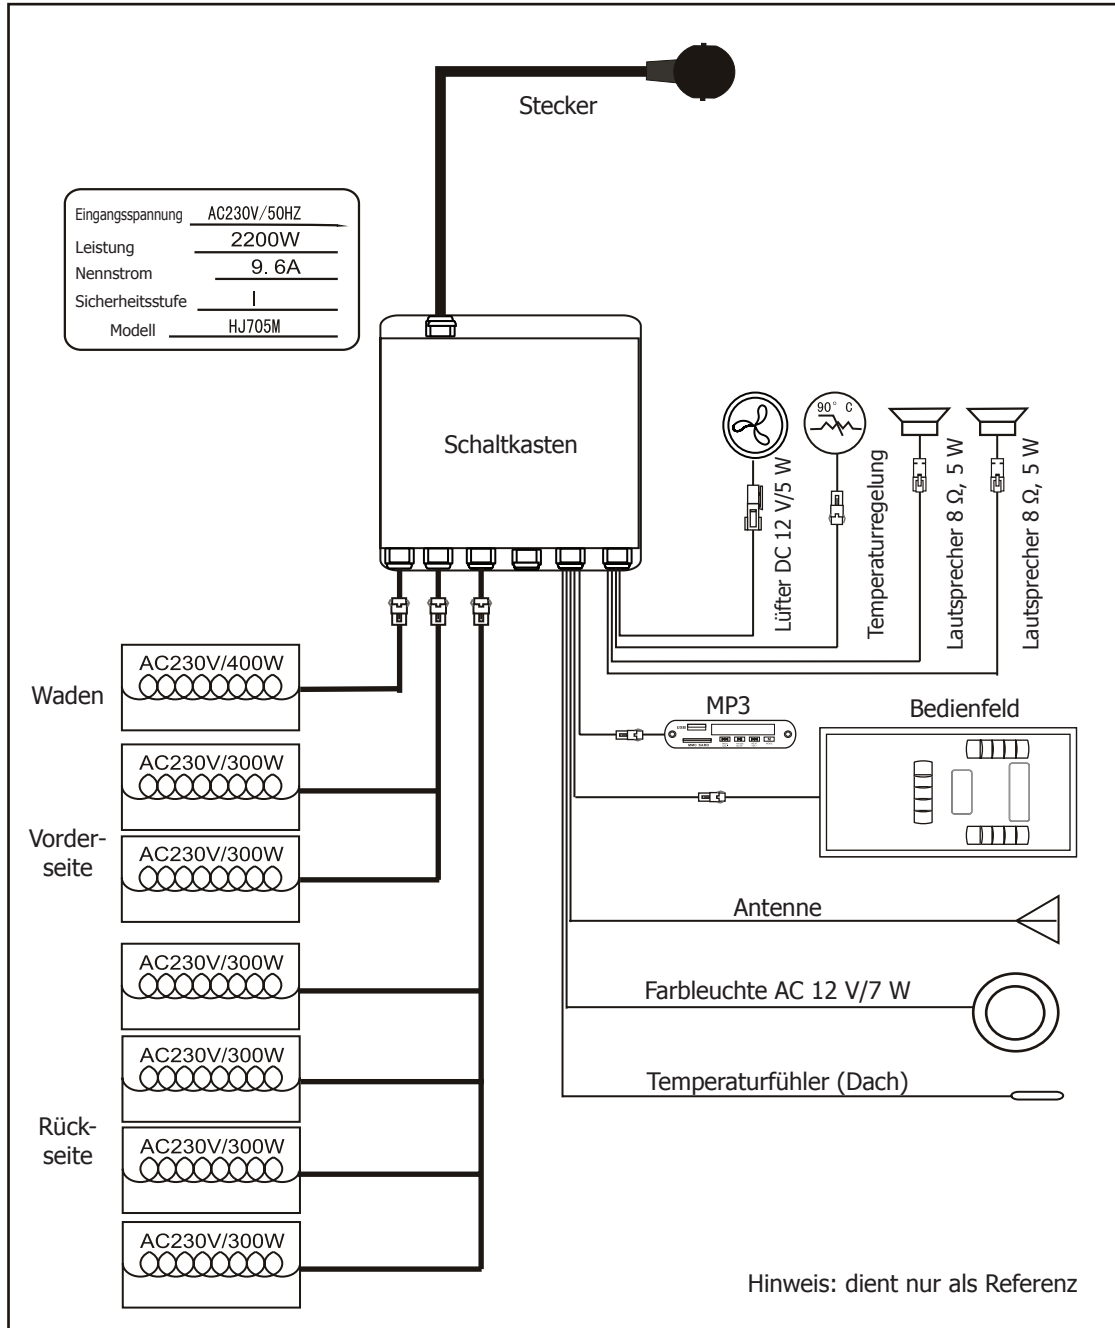 Stecker
Eingangsspannung AC230V/50HZ
Leistung 2200W
Nennstrom 9.6A
Sicherheitsstufe I
Modell HJ705M
Schaltkasten
90° C
Lüfter DC 12 V/5 W
Temperaturregelung
Lautsprecher 8 Ω, 5 W
Lautsprecher 8 Ω, 5 W
Waden
AC230V/400W
AC230V/300W
Vorder-
seite
AC230V/300W
AC230V/300W
AC230V/300W
Rück-
seite
AC230V/300W
AC230V/300W
MP3
Bedienfeld
Antenne
Farbleuchte AC 12 V/7 W
Temperaturfühler (Dach)
Hinweis: dient nur als Referenz